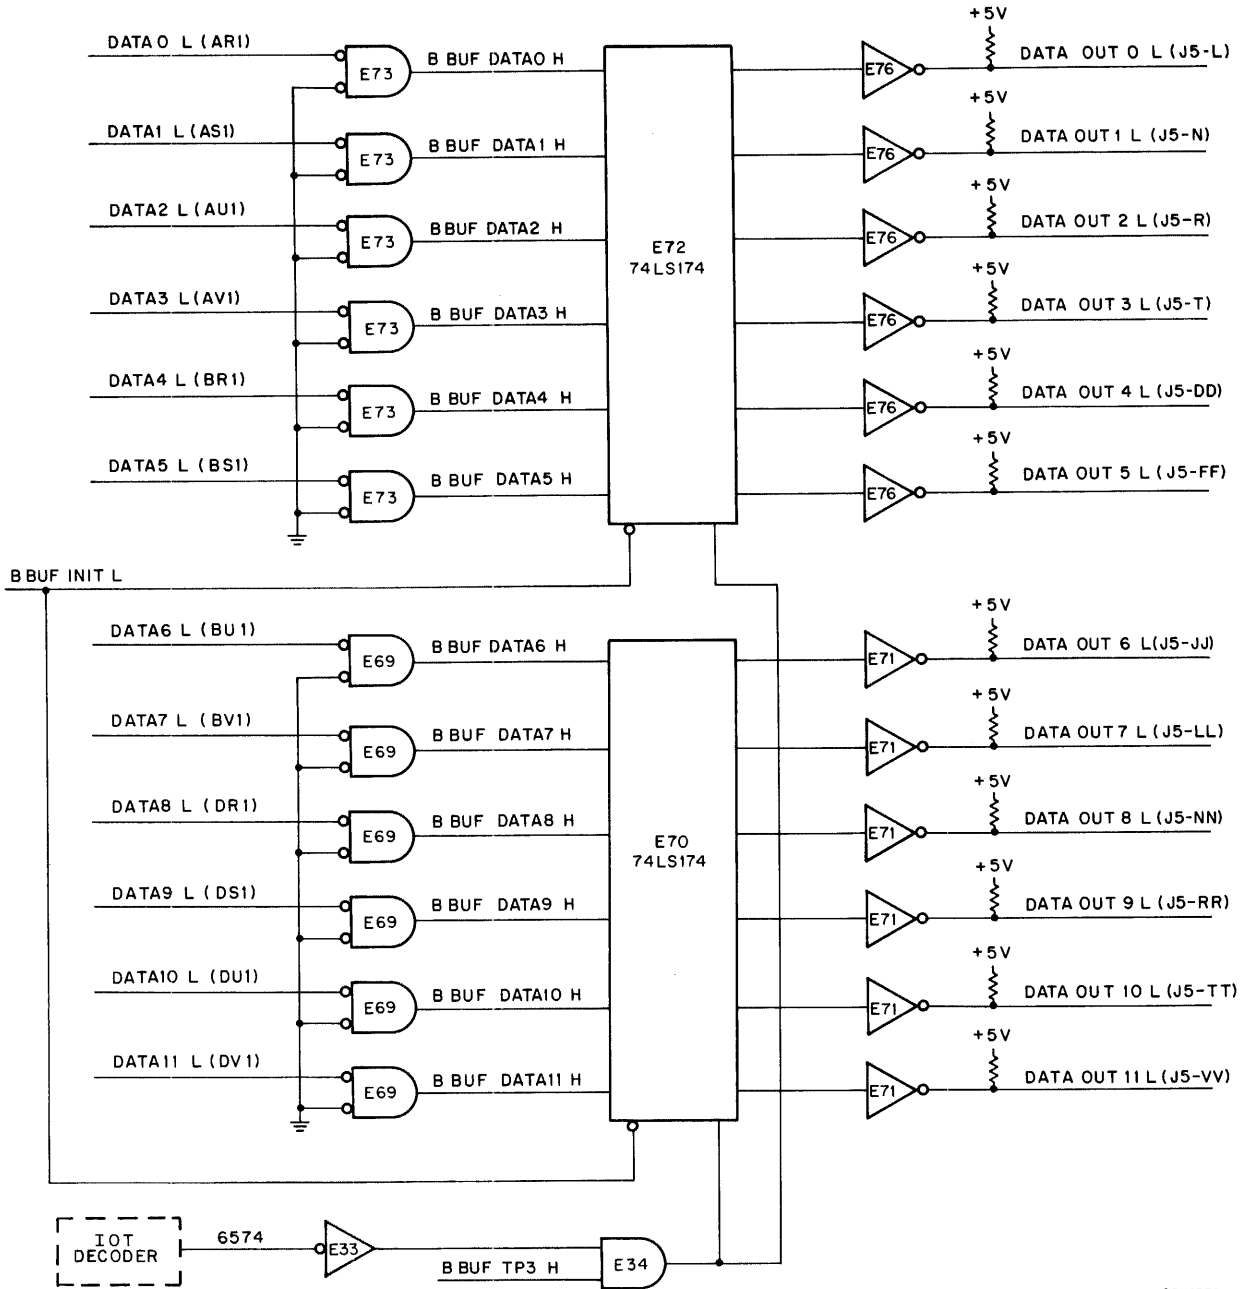 DATA0 L (AR1)
E73
B BUF DATA0 H
E76
+5V
DATA OUT 0 L (J5-L)
DATA1 L (AS1)
E73
B BUF DATA1 H
E76
+5V
DATA OUT 1 L (J5-N)
DATA2 L (AU1)
E73
B BUF DATA2 H
E76
+5V
DATA OUT 2 L (J5-R)
E72
74LS174
DATA3 L (AV1)
E73
B BUF DATA3 H
E76
+5V
DATA OUT 3 L (J5-T)
DATA4 L (BR1)
E73
B BUF DATA4 H
E76
+5V
DATA OUT 4 L (J5-DD)
DATA5 L (BS1)
E73
B BUF DATA5 H
E76
+5V
DATA OUT 5 L (J5-FF)
B BUF INIT L
DATA6 L (BU1)
E69
B BUF DATA6 H
E71
+5V
DATA OUT 6 L (J5-JJ)
DATA7 L (BV1)
E69
B BUF DATA7 H
E71
+5V
DATA OUT 7 L (J5-LL)
DATA8 L (DR1)
E69
B BUF DATA8 H
E71
+5V
DATA OUT 8 L (J5-NN)
E70
74LS174
DATA9 L (DS1)
E69
B BUF DATA9 H
E71
+5V
DATA OUT 9 L (J5-RR)
DATA10 L (DU1)
E69
B BUF DATA10 H
E71
+5V
DATA OUT 10 L (J5-TT)
DATA11 L (DV1)
E69
B BUF DATA11 H
E71
+5V
DATA OUT 11 L (J5-VV)
IOT
DECODER
6574
E33
B BUF TP3 H
E34